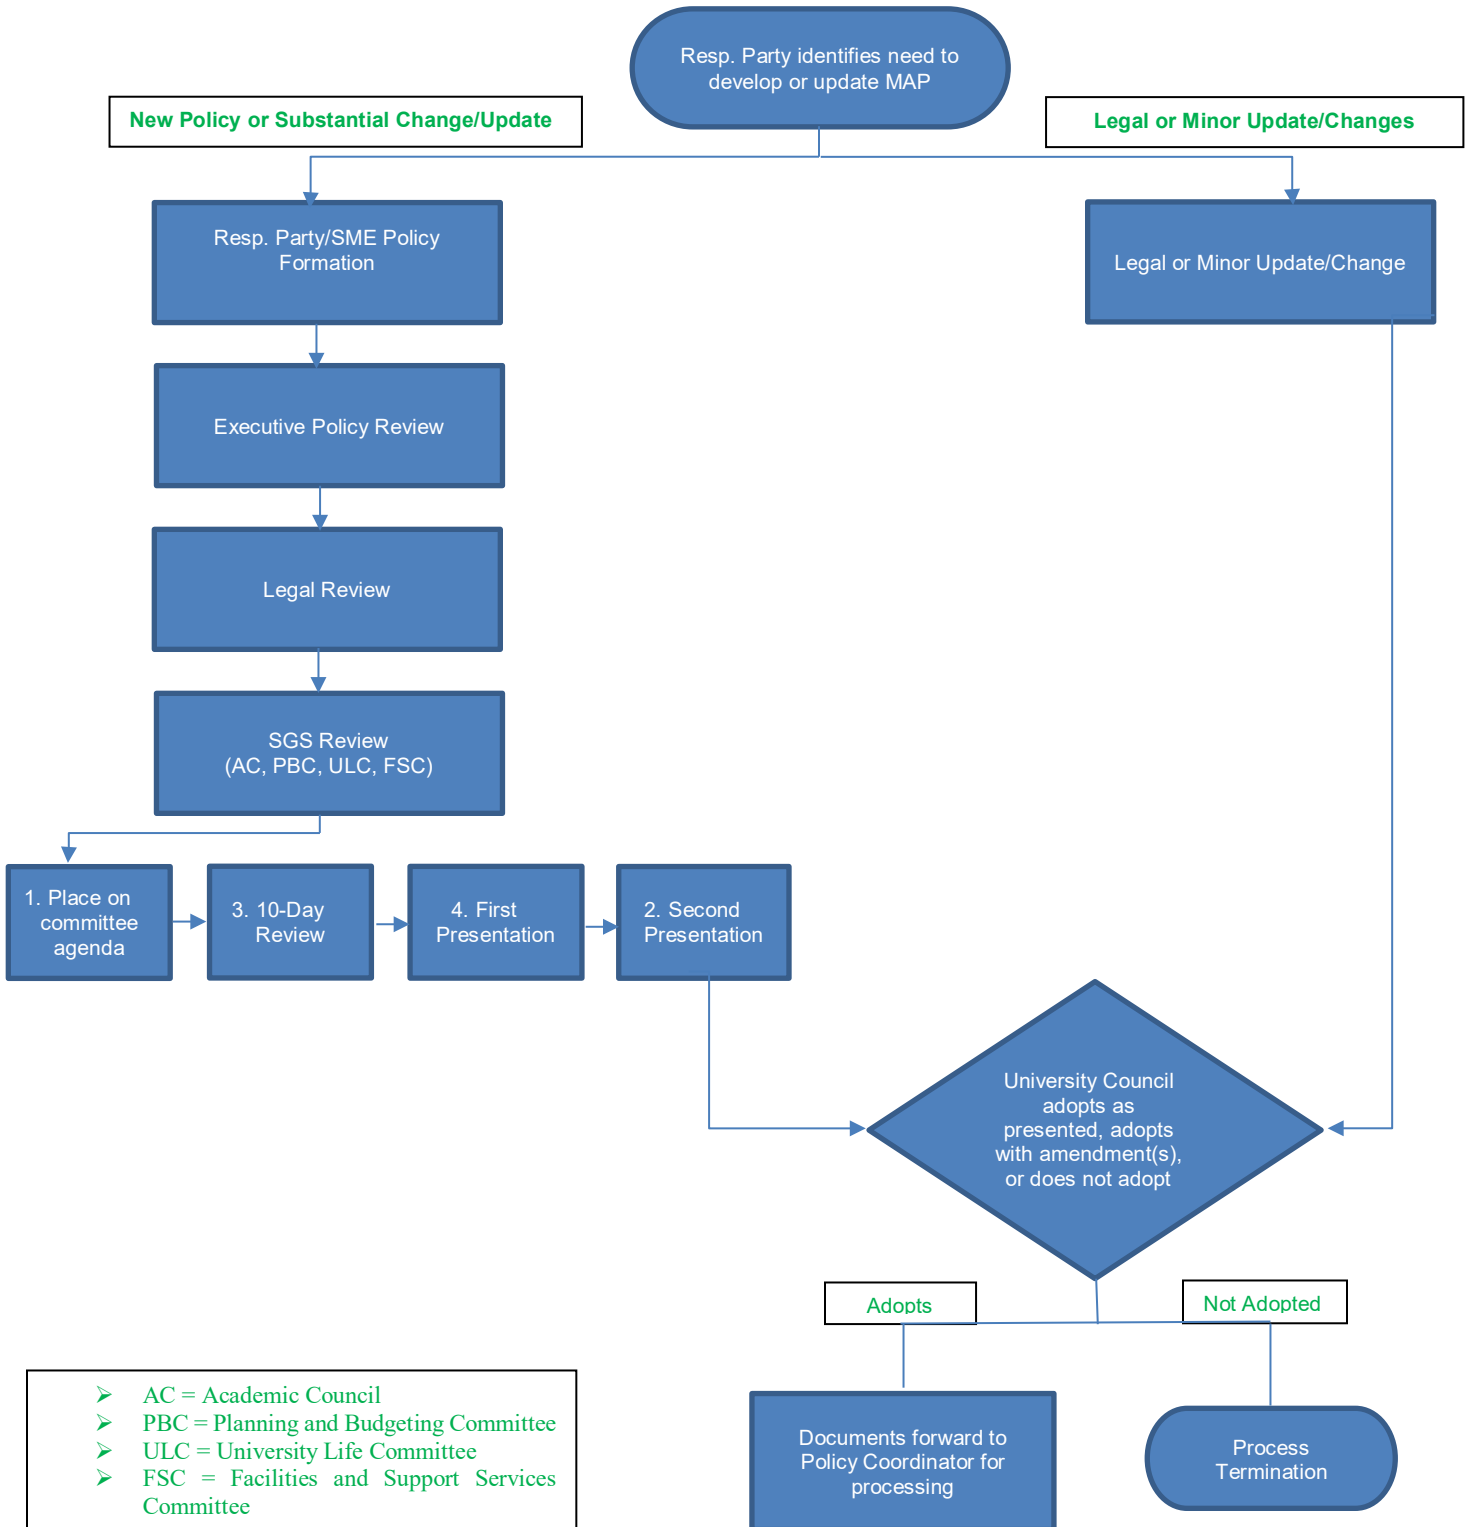 Resp. Party identifies need to
develop or update MAP
New Policy or Substantial Change/Update
Legal or Minor Update/Changes
Resp. Party/SME Policy
Formation
Legal or Minor Update/Change
Executive Policy Review
Legal Review
SGS Review
(AC, PBC, ULC, FSC)
1. Place on
committee
agenda
3. 10-Day
Review
4. First
Presentation
2. Second
Presentation
University Council
adopts as
presented, adopts
with amendment(s),
or does not adopt
Adopts
Not Adopted
➢ AC = Academic Council
➢ PBC = Planning and Budgeting Committee
➢ ULC = University Life Committee
➢ FSC = Facilities and Support Services
Committee
Documents forward to
Policy Coordinator for
processing
Process
Termination